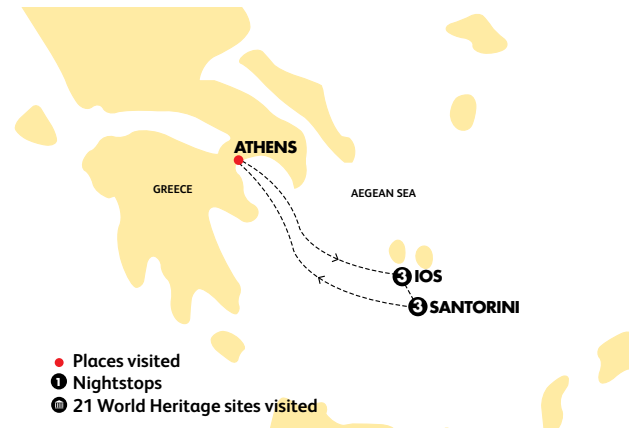 ATHENS
GREECE
AEGEAN SEA
3 IOS
3 SANTORINI
Places visited
1 Nightstops
21 World Heritage sites visited